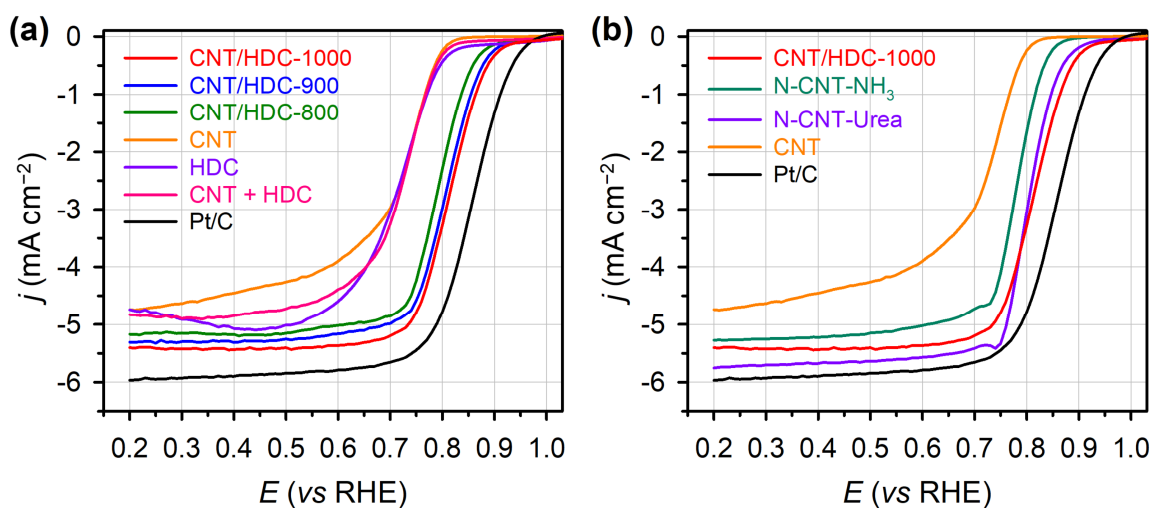 (a)
CNT/HDC-1000
CNT/HDC-900
CNT/HDC-800
CNT
HDC
CNT + HDC
Pt/C
0
-1
-2
-3
-4
-5
-6
j (mA cm⁻²)
0.2 0.3 0.4 0.5 0.6 0.7 0.8 0.9 1.0
E (vs RHE)
(b)
CNT/HDC-1000
N-CNT-NH₃
N-CNT-Urea
CNT
Pt/C
0
-1
-2
-3
-4
-5
-6
j (mA cm⁻²)
0.2 0.3 0.4 0.5 0.6 0.7 0.8 0.9 1.0
E (vs RHE)